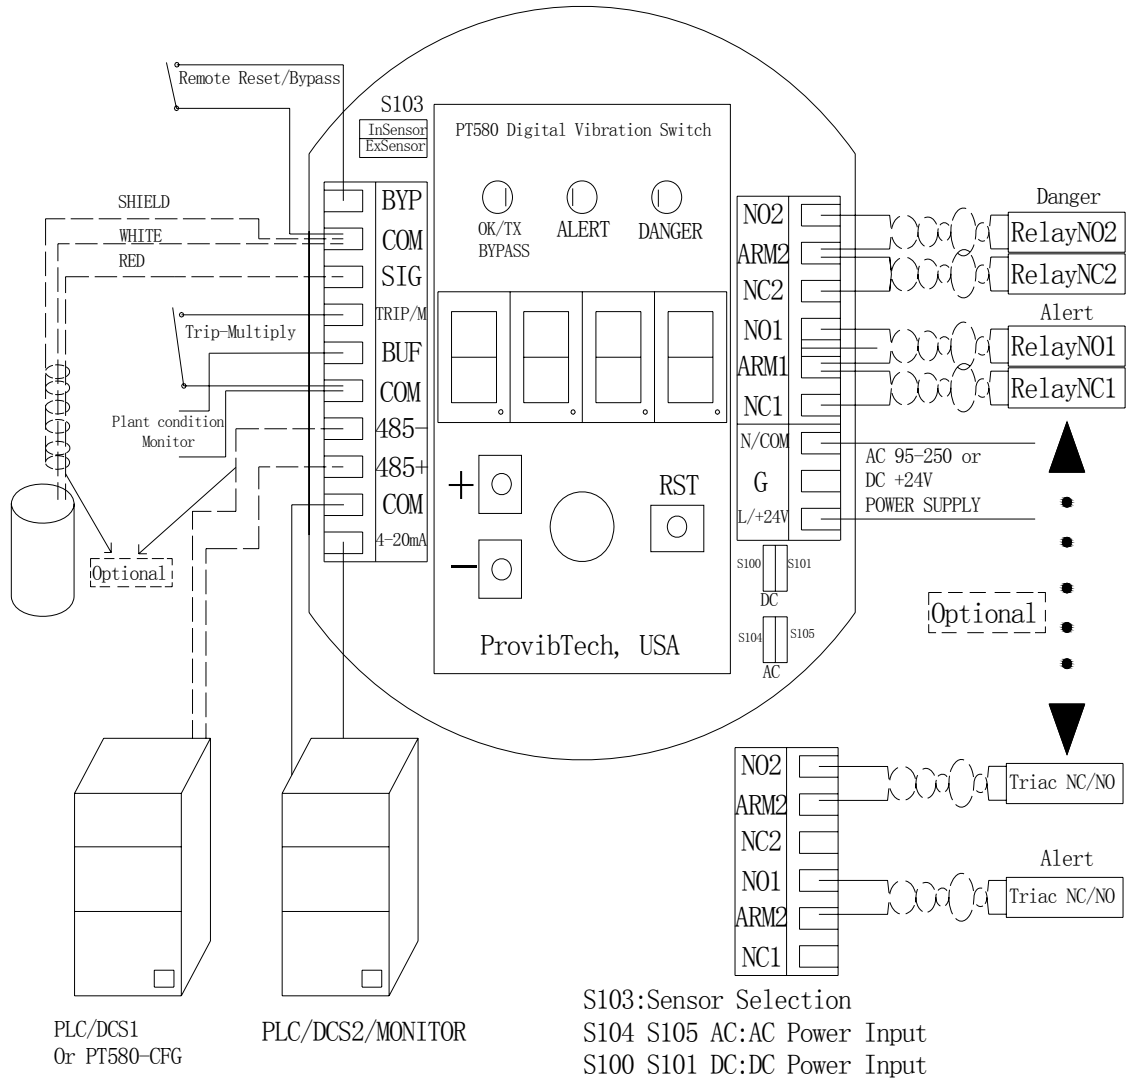 Remote Reset/Bypass
S103
InSensor
ExSensor
SHIELD
WHITE
RED
Trip-Multiply
Plant condition
Monitor
Optional
BYP
COM
SIG
TRIP/M
BUF
COM
485-
485+
COM
4-20mA
PT580 Digital Vibration Switch
OK/TX
BYPASS
ALERT
DANGER
+
RST
-
ProvibTech, USA
NO2
ARM2
NC2
NO1
ARM1
NC1
N/COM
G
L/+24V
S100
S101
DC
S104
S105
AC
Danger
RelayNO2
RelayNC2
Alert
RelayNO1
RelayNC1
AC 95-250 or
DC +24V
POWER SUPPLY
Optional
NO2
ARM2
NC2
NO1
ARM2
NC1
Triac NC/NO
Alert
Triac NC/NO
PLC/DCS1
Or PT580-CFG
PLC/DCS2/MONITOR
S103:Sensor Selection
S104 S105 AC:AC Power Input
S100 S101 DC:DC Power Input